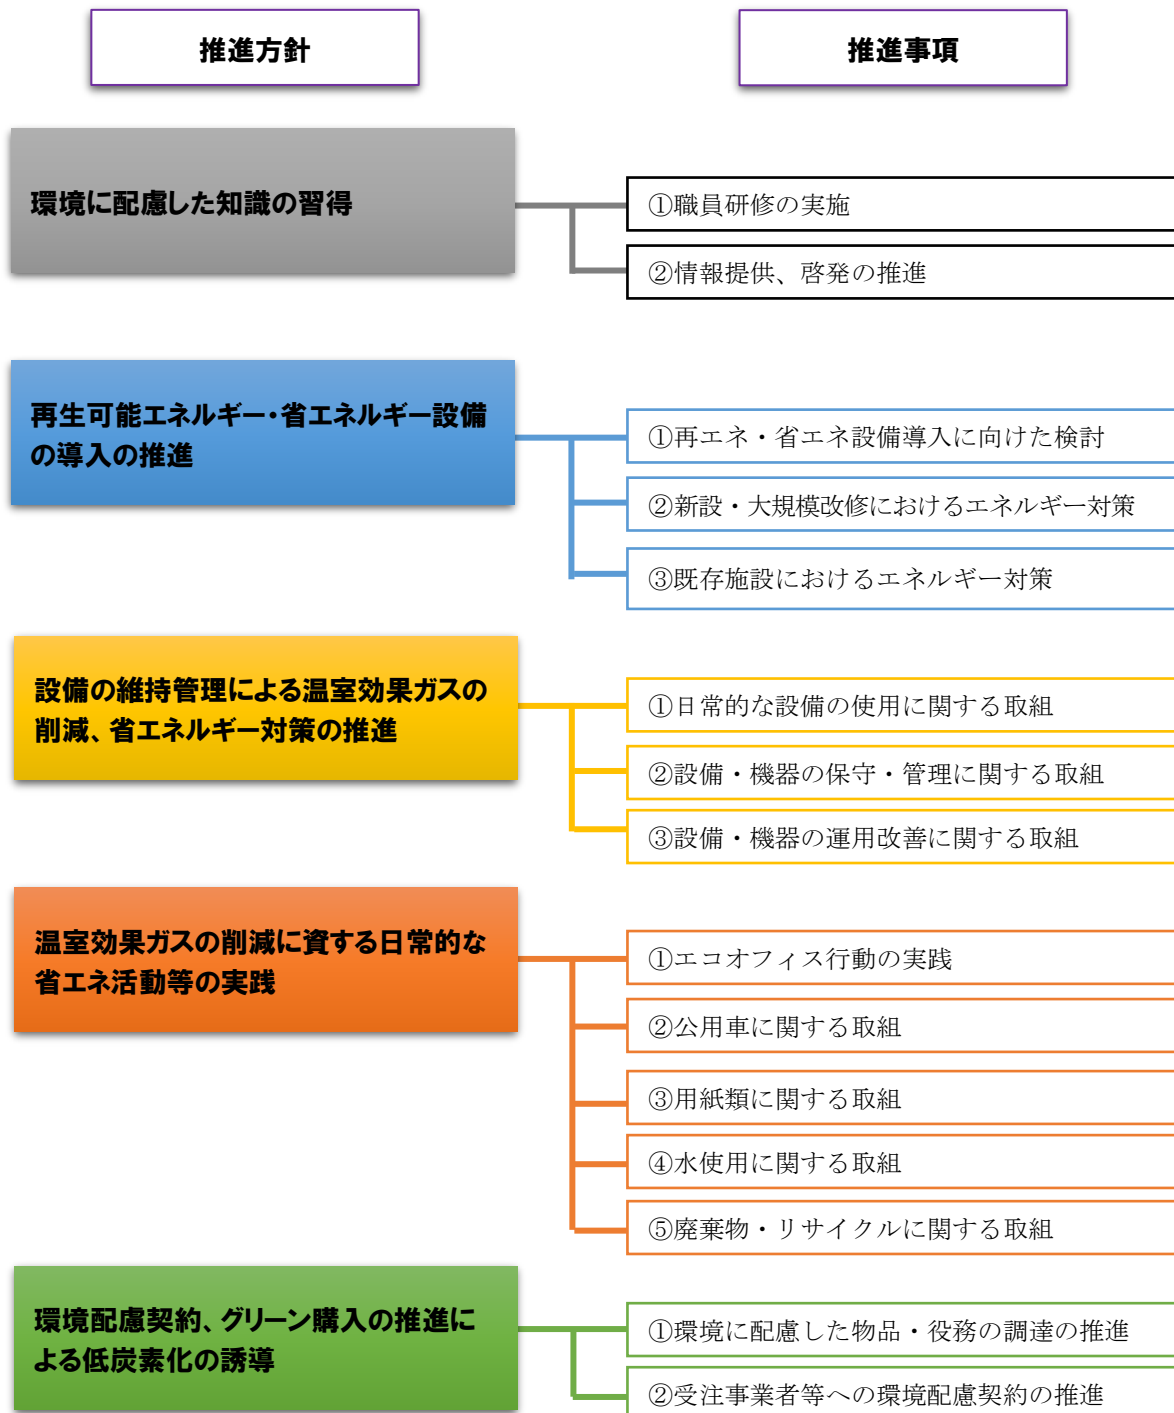 推進方針
推進事項
環境に配慮した知識の習得
①職員研修の実施
②情報提供、啓発の推進
再生可能エネルギー・省エネルギー設備
の導入の推進
①再エネ・省エネ設備導入に向けた検討
②新設・大規模改修におけるエネルギー対策
③既存施設におけるエネルギー対策
設備の維持管理による温室効果ガスの
削減、省エネルギー対策の推進
①日常的な設備の使用に関する取組
②設備・機器の保守・管理に関する取組
③設備・機器の運用改善に関する取組
温室効果ガスの削減に資する日常的な
省エネ活動等の実践
①エコオフィス行動の実践
②公用車に関する取組
③用紙類に関する取組
④水使用に関する取組
⑤廃棄物・リサイクルに関する取組
環境配慮契約、グリーン購入の推進に
よる低炭素化の誘導
①環境に配慮した物品・役務の調達の推進
②受注事業者等への環境配慮契約の推進